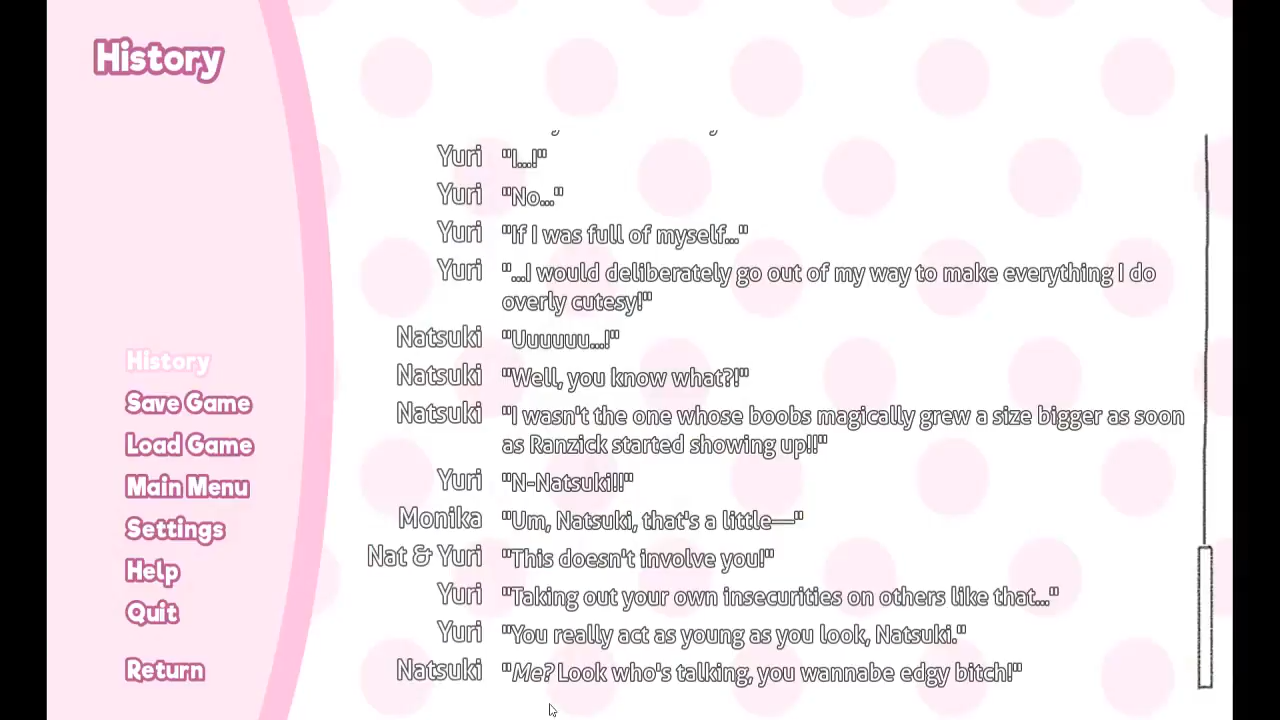 History
Yuri "I...!"
Yuri "No..."
Yuri "If I was full of myself..."
Yuri "...I would deliberately go out of my way to make everything I do
overly cutesy!"
Natsuki "Uuuuuu...!"
Natsuki "Well, you know what?!"
Natsuki "I wasn't the one whose boobs magically grew a size bigger as soon
as Ranzick started showing up!!"
Yuri "N-Natsuki!!"
Monika "Um, Natsuki, that's a little—"
Nat & Yuri "This doesn't involve you!"
Yuri "Taking out your own insecurities on others like that..."
Yuri "You really act as young as you look, Natsuki."
Natsuki "Me? Look who's talking, you wannabe edgy bitch!"
History
Save Game
Load Game
Main Menu
Settings
Help
Quit
Return